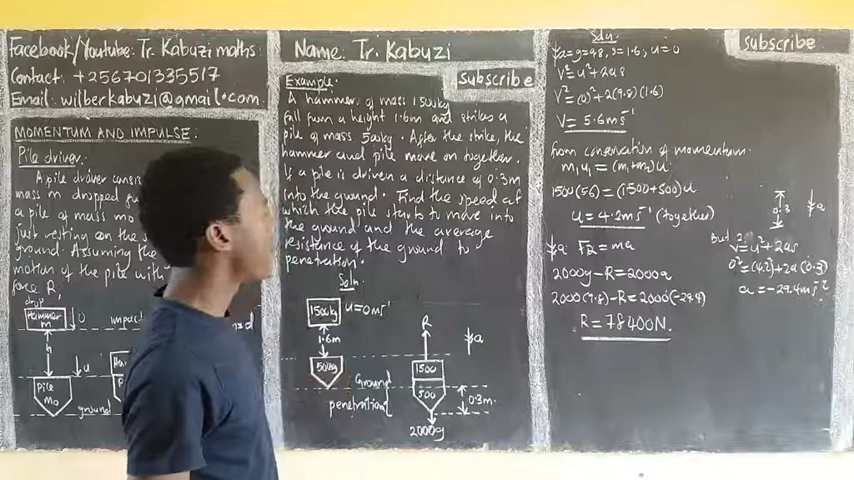 Facebook/Youtube: Tr. Kabuzi maths
Contact: +256701335517
Email: wilberkabuzi@gmail.com
MOMENTUM AND IMPULSE.
Pile driver.
A pile driver consis
mass m dropped f
a pile of mass mo
just resting on the s
ground. Assuming the
motion of the pile with
force R,
drop
Hammer
m
0
impac
h
u
Pile
Mo
ground
Name: Tr. Kabuzi
subscribe
Example:
A hammer of mass 1500kg
fall from a height 1.6m and strikes a
pile of mass 500kg. After the strike, the
hammer and pile move on together.
If a pile is driven a distance of 0.3m
into the ground. Find the speed at
which the pile starts to move into
the ground and the average
resistance of the ground to
penetration.
Soln
1500kg
u=0ms⁻¹
1.6m
500kg
Ground
penetration
R
a
1500
500
0.3m.
2000g
Soln
subscribe
a=g=9.8, s=1.6, u=0
V²=u²+2as
V²=(0)²+2(9.8)(1.6)
V=5.6ms⁻¹
from conservation of momentum.
m₁u₁=(m₁+m₂)u
1500(5.6)=(1500+500)u
u=4.2ms⁻¹ (together)
a: FR=ma
2000g-R=2000a
2000(9.8)-R=2000(-29.4)
R=78400N.
0.3
a
But v²=u²+2as
0²=(4.2)²+2a(0.3)
a=-29.4ms⁻²